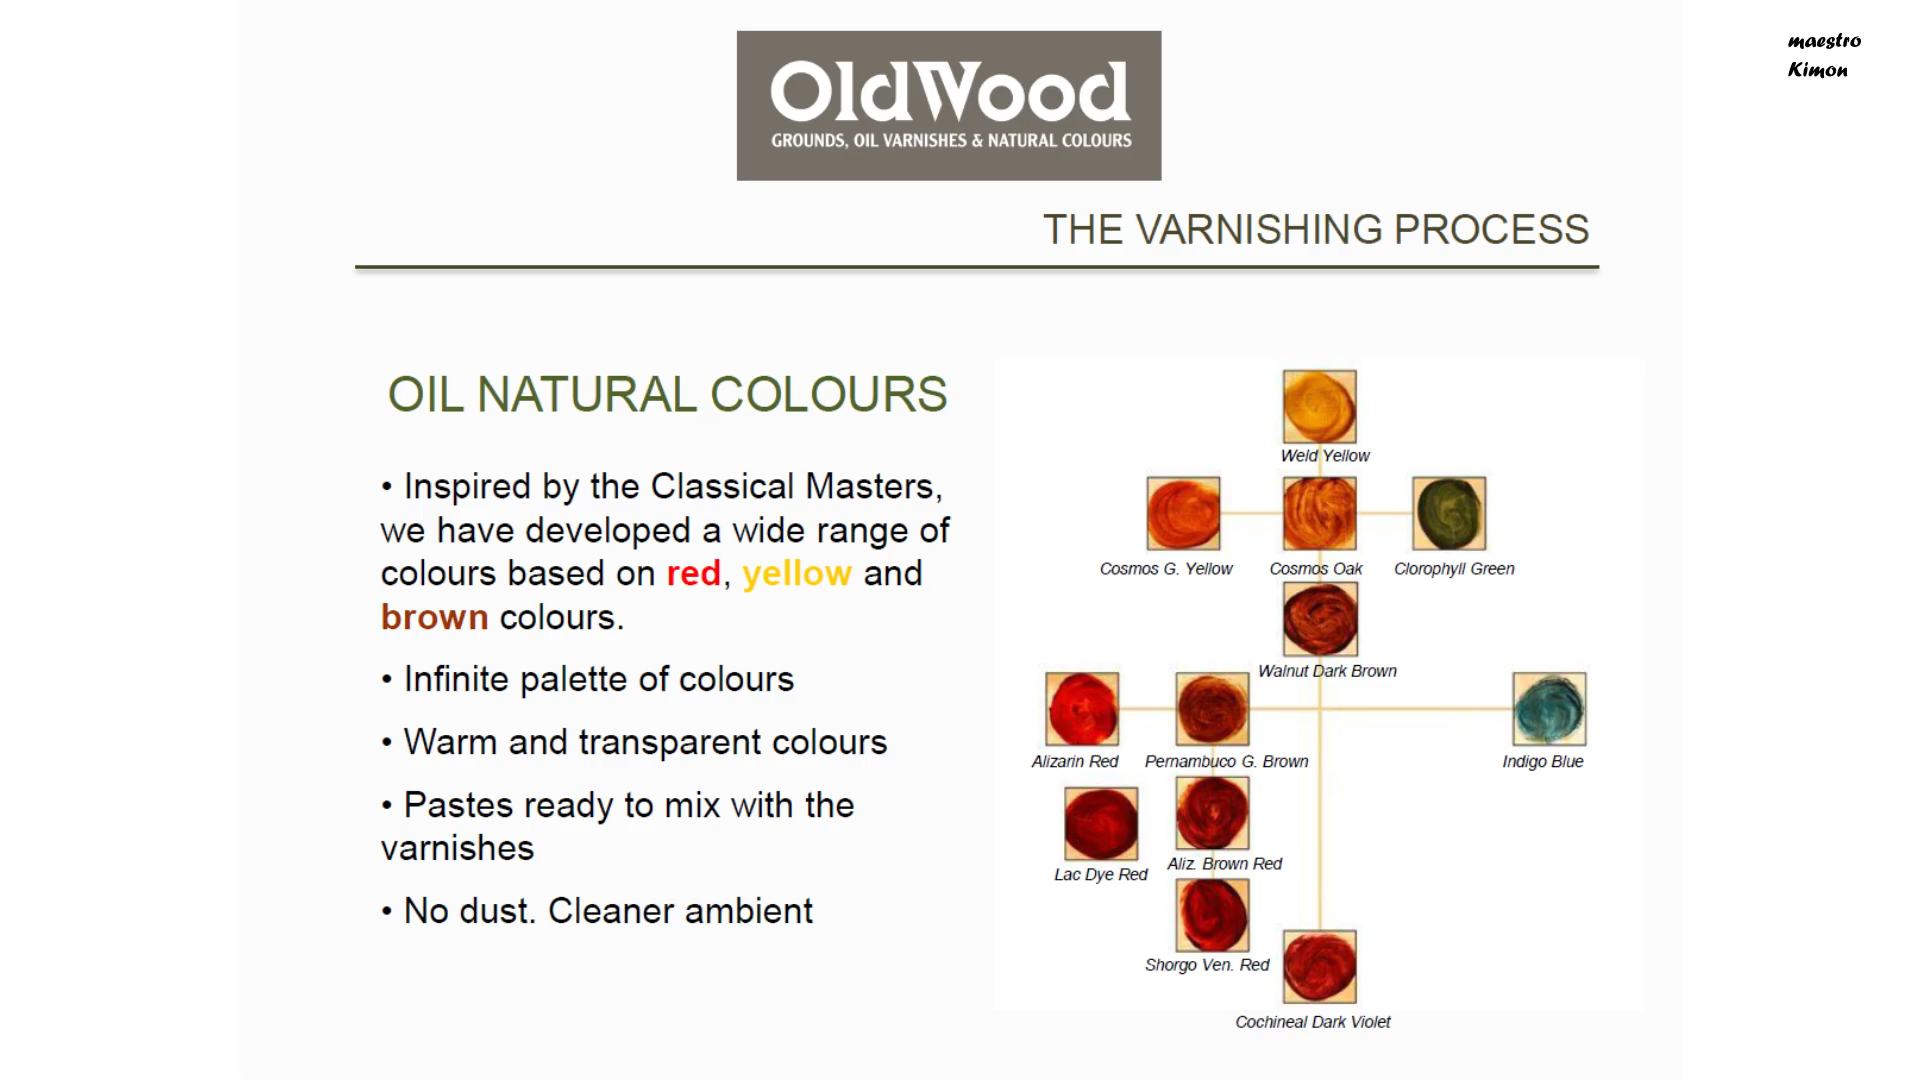 maestro
Kimon
OldWood
GROUNDS, OIL VARNISHES & NATURAL COLOURS
THE VARNISHING PROCESS
OIL NATURAL COLOURS
• Inspired by the Classical Masters,
we have developed a wide range of
colours based on red, yellow and
brown colours.
• Infinite palette of colours
• Warm and transparent colours
• Pastes ready to mix with the
varnishes
• No dust. Cleaner ambient
Weld Yellow
Cosmos G. Yellow
Cosmos Oak
Clorophyll Green
Walnut Dark Brown
Alizarin Red
Pernambuco G. Brown
Indigo Blue
Lac Dye Red
Aliz. Brown Red
Shorgo Ven. Red
Cochineal Dark Violet